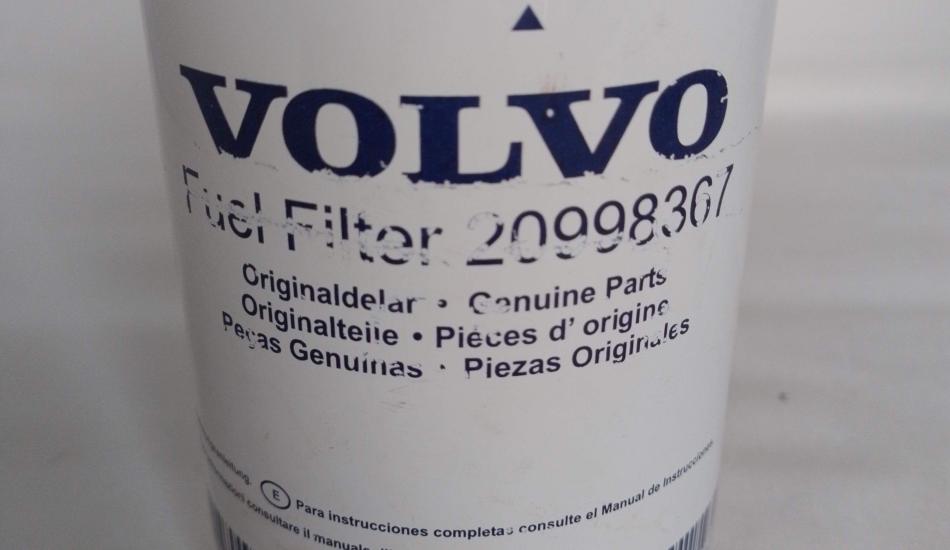 VOLVO
Fuel Filter 20998367
Originaldelar • Genuine Parts
Originalteile • Piéces d' origine
Peças Genuínas • Piezas Originales
E Para instrucciones completas consulte el Manual de Instrucciones
consultare il manuale